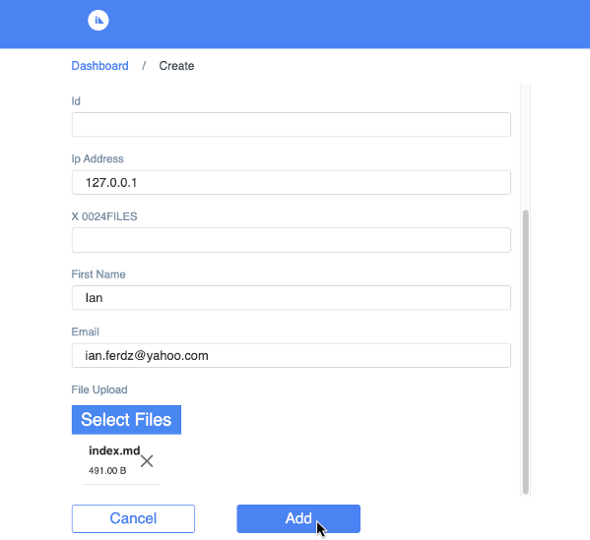 Dashboard / Create
Id
Ip Address
127.0.0.1
X 0024FILES
First Name
Ian
Email
ian.ferdz@yahoo.com
File Upload
Select Files
index.md
491.00 B
Cancel Add